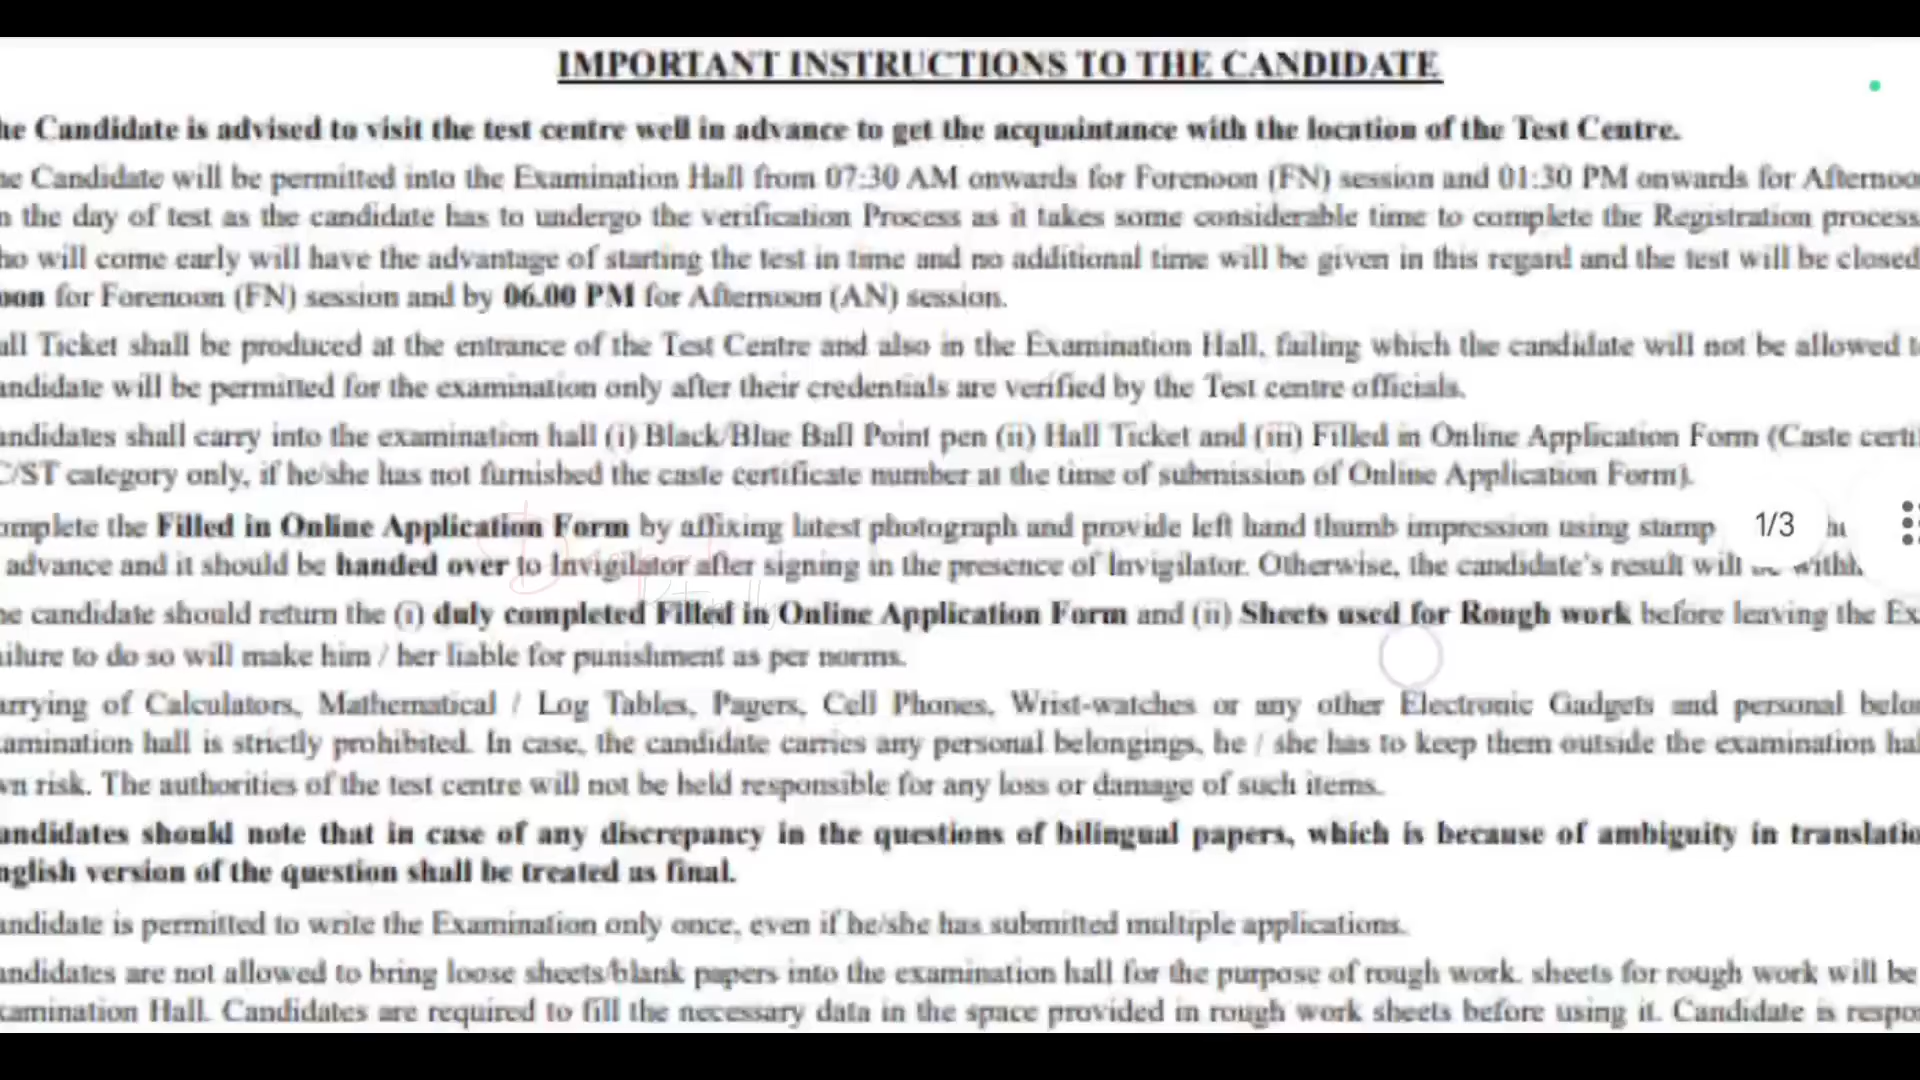 IMPORTANT INSTRUCTIONS TO THE CANDIDATE
he Candidate is advised to visit the test centre well in advance to get the acquaintance with the location of the Test Centre.
he Candidate will be permitted into the Examination Hall from 07:30 AM onwards for Forenoon (FN) session and 01:30 PM onwards for Afternoo
n the day of test as the candidate has to undergo the verification Process as it takes some considerable time to complete the Registration process
ho will come early will have the advantage of starting the test in time and no additional time will be given in this regard and the test will be closed
oon for Forenoon (FN) session and by 06.00 PM for Afternoon (AN) session.
all Ticket shall be produced at the entrance of the Test Centre and also in the Examination Hall, failing which the candidate will not be allowed t
andidate will be permitted for the examination only after their credentials are verified by the Test centre officials.
andidates shall carry into the examination hall (i) Black/Blue Ball Point pen (ii) Hall Ticket and (iii) Filled in Online Application Form (Caste certi
C/ST category only, if he/she has not furnished the caste certificate number at the time of submission of Online Application Form).
omplete the Filled in Online Application Form by affixing latest photograph and provide left hand thumb impression using stamp
1/3
advance and it should be handed over to Invigilator after signing in the presence of Invigilator. Otherwise, the candidate's result will
he candidate should return the (i) duly completed Filled in Online Application Form and (ii) Sheets used for Rough work before leaving the Ex
ailure to do so will make him / her liable for punishment as per norms.
arrying of Calculators, Mathematical / Log Tables, Pagers, Cell Phones, Wrist-watches or any other Electronic Gadgets and personal belo
amination hall is strictly prohibited. In case, the candidate carries any personal belongings, he / she has to keep them outside the examination hal
wn risk. The authorities of the test centre will not be held responsible for any loss or damage of such items.
andidates should note that in case of any discrepancy in the questions of bilingual papers, which is because of ambiguity in translatio
nglish version of the question shall be treated as final.
andidate is permitted to write the Examination only once, even if he/she has submitted multiple applications.
andidates are not allowed to bring loose sheets/blank papers into the examination hall for the purpose of rough work. sheets for rough work will be
xamination Hall. Candidates are required to fill the necessary data in the space provided in rough work sheets before using it. Candidate is respo